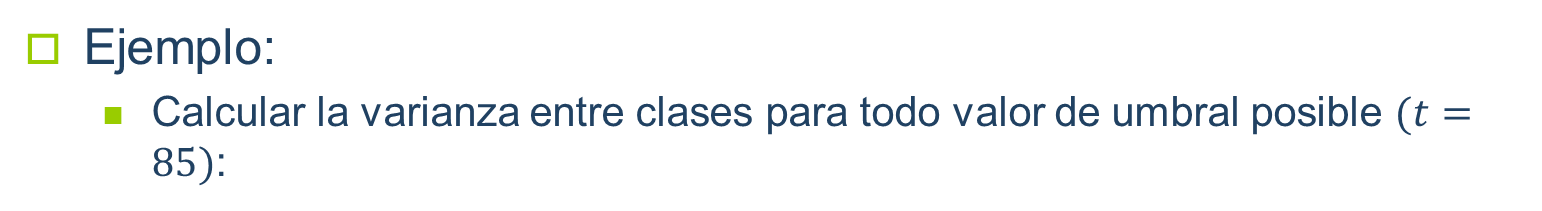 Ejemplo:
Calcular la varianza entre clases para todo valor de umbral posible (𝑡 =
85):